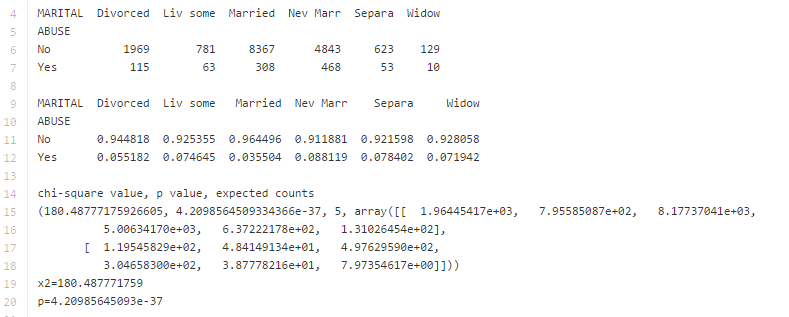 4 MARITAL  Divorced  Liv some  Married  Nev Marr  Separa  Widow
5 ABUSE
6 No           1969       781     8367      4843     623    129
7 Yes           115        63      308       468      53     10
8
9 MARITAL  Divorced  Liv some   Married  Nev Marr    Separa     Widow
10 ABUSE
11 No       0.944818  0.925355  0.964496  0.911881  0.921598  0.928058
12 Yes      0.055182  0.074645  0.035504  0.088119  0.078402  0.071942
13
14 chi-square value, p value, expected counts
15 (180.48777175926605, 4.2098564509334366e-37, 5, array([[  1.96445417e+03,   7.95585087e+02,   8.17737041e+03,
16           5.00634170e+03,   6.37222178e+02,   1.31026454e+02],
17        [  1.19545829e+02,   4.84149134e+01,   4.97629590e+02,
18           3.04658300e+02,   3.87778216e+01,   7.97354617e+00]]))
19 x2=180.487771759
20 p=4.20985645093e-37